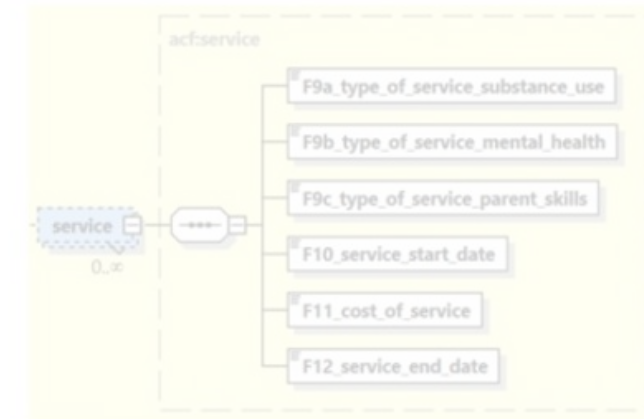 acf:service
F9a_type_of_service_substance_use
F9b_type_of_service_mental_health
F9c_type_of_service_parent_skills
service
0..∞
F10_service_start_date
F11_cost_of_service
F12_service_end_date